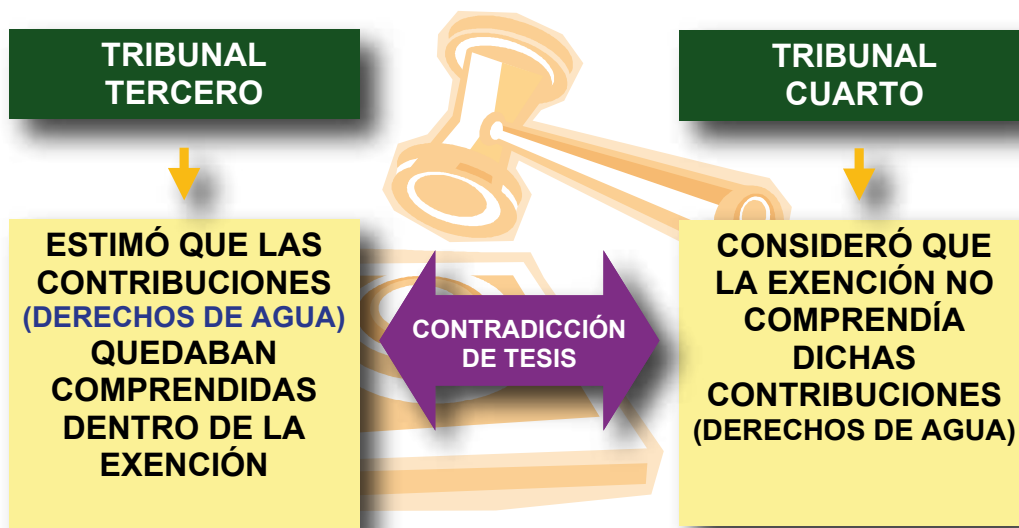 TRIBUNAL
TERCERO
ESTIMÓ QUE LAS
CONTRIBUCIONES
(DERECHOS DE AGUA)
QUEDABAN
COMPRENDIDAS
DENTRO DE LA
EXENCIÓN
CONTRADICCIÓN
DE TESIS
TRIBUNAL
CUARTO
CONSIDERÓ QUE
LA EXENCIÓN NO
COMPRENDÍA
DICHAS
CONTRIBUCIONES
(DERECHOS DE AGUA)